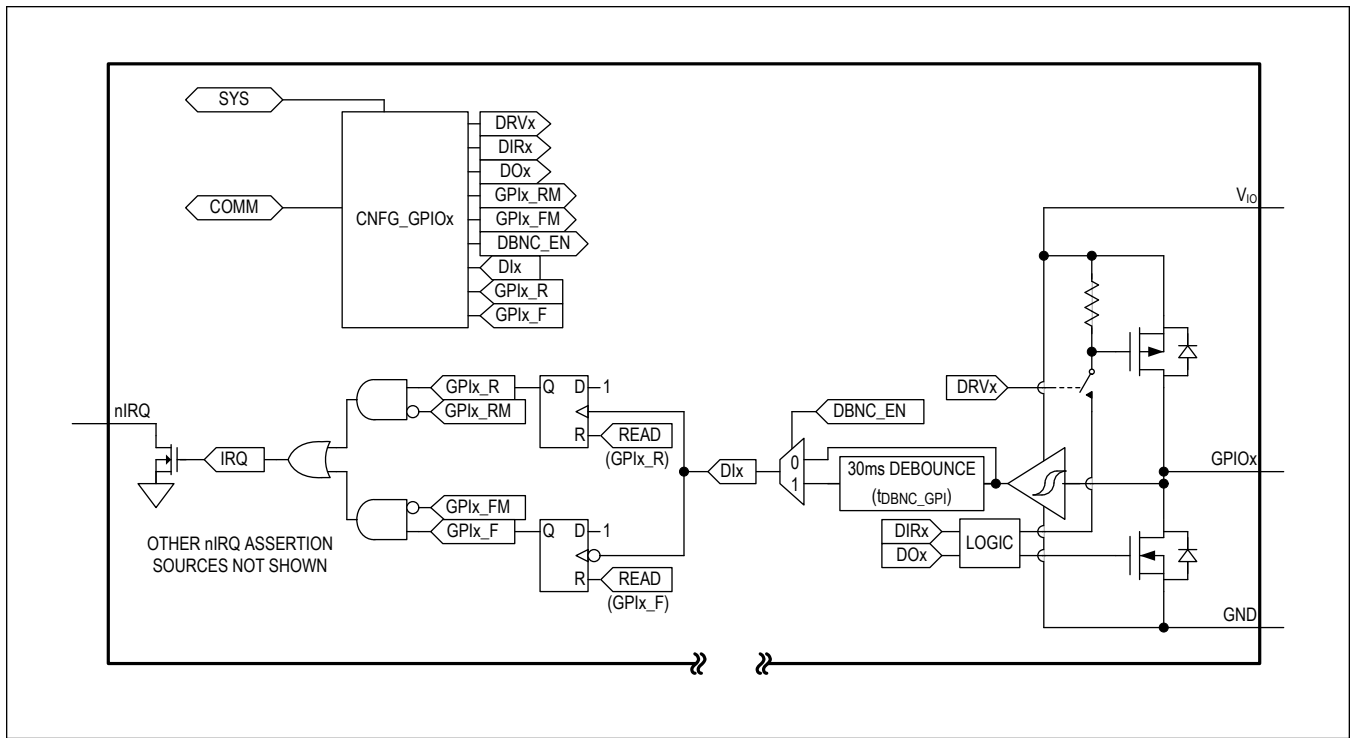 SYS
COMM
CNFG_GPIOx
DRVx
DIRx
DOx
GPIx_RM
GPIx_FM
DBNC_EN
DIx
GPIx_R
GPIx_F
VIO
nIRQ
IRQ
GPIx_R
GPIx_RM
Q D 1
R READ
(GPIx_R)
GPIx_FM
GPIx_F
Q D 1
R READ
(GPIx_F)
OTHER nIRQ ASSERTION
SOURCES NOT SHOWN
DIx
DBNC_EN
0
1
30ms DEBOUNCE
(tDBNC_GPI)
DRVx
DIRx
DOx
LOGIC
GPIOx
GND